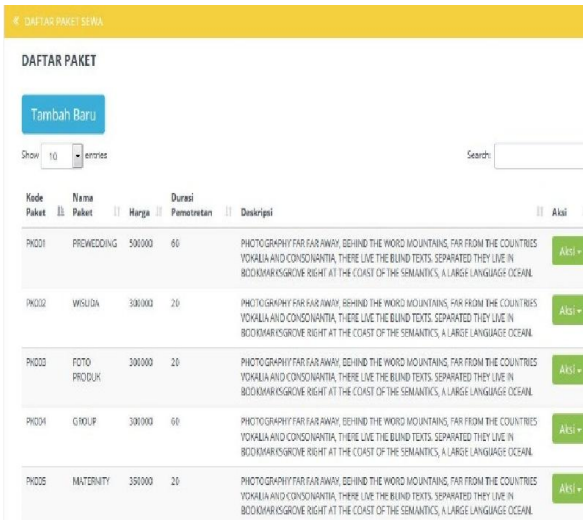 « DAFTAR PAKET SEWA
DAFTAR PAKET
Tambah Baru
Show 10 entries
Search:
Kode Paket Nama Paket Harga Durasi Pemotretan Deskripsi Aksi
PK001 PREWEDDING 500000 60 PHOTOGRAPHY FAR FAR AWAY, BEHIND THE WORD MOUNTAINS, FAR FROM THE COUNTRIES Aksi
VOKALIA AND CONSONANTIA, THERE LIVE THE BLIND TEXTS. SEPARATED THEY LIVE IN
BOOKMARKSGROVE RIGHT AT THE COAST OF THE SEMANTICS, A LARGE LANGUAGE OCEAN.
PK002 WISUDA 300000 20 PHOTOGRAPHY FAR FAR AWAY, BEHIND THE WORD MOUNTAINS, FAR FROM THE COUNTRIES Aksi
VOKALIA AND CONSONANTIA, THERE LIVE THE BLIND TEXTS. SEPARATED THEY LIVE IN
BOOKMARKSGROVE RIGHT AT THE COAST OF THE SEMANTICS, A LARGE LANGUAGE OCEAN.
PK003 FOTO PRODUK 300000 20 PHOTOGRAPHY FAR FAR AWAY, BEHIND THE WORD MOUNTAINS, FAR FROM THE COUNTRIES Aksi
VOKALIA AND CONSONANTIA, THERE LIVE THE BLIND TEXTS. SEPARATED THEY LIVE IN
BOOKMARKSGROVE RIGHT AT THE COAST OF THE SEMANTICS, A LARGE LANGUAGE OCEAN.
PK004 GROUP 300000 60 PHOTOGRAPHY FAR FAR AWAY, BEHIND THE WORD MOUNTAINS, FAR FROM THE COUNTRIES Aksi
VOKALIA AND CONSONANTIA, THERE LIVE THE BLIND TEXTS. SEPARATED THEY LIVE IN
BOOKMARKSGROVE RIGHT AT THE COAST OF THE SEMANTICS, A LARGE LANGUAGE OCEAN.
PK005 MATERNITY 350000 20 PHOTOGRAPHY FAR FAR AWAY, BEHIND THE WORD MOUNTAINS, FAR FROM THE COUNTRIES Aksi
VOKALIA AND CONSONANTIA, THERE LIVE THE BLIND TEXTS. SEPARATED THEY LIVE IN
BOOKMARKSGROVE RIGHT AT THE COAST OF THE SEMANTICS, A LARGE LANGUAGE OCEAN.